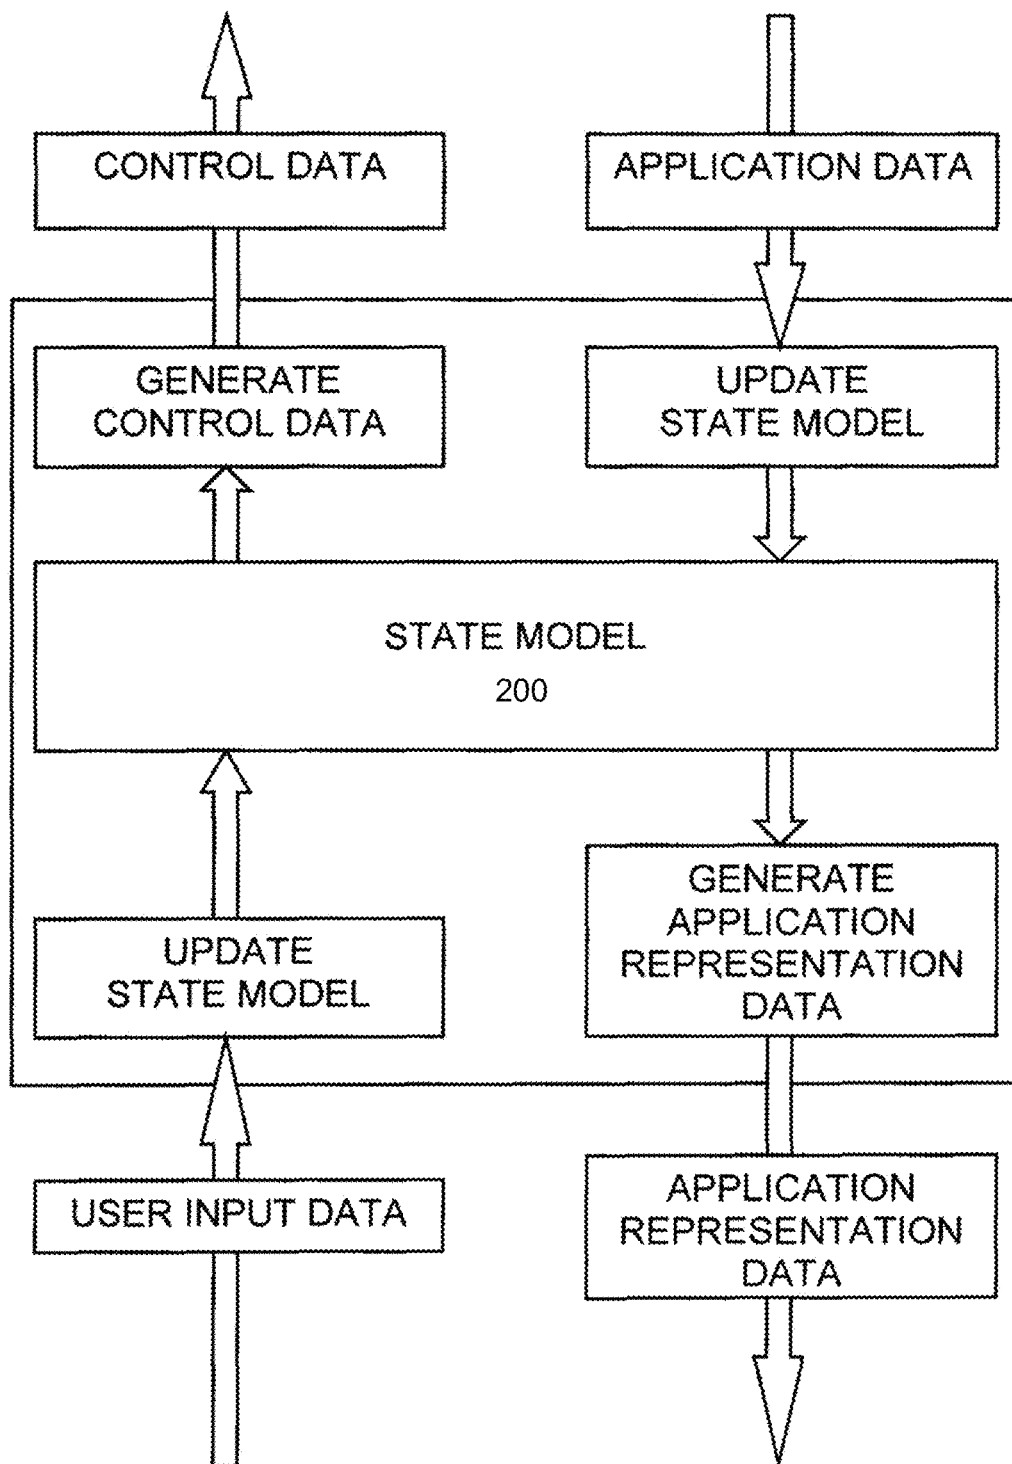 CONTROL DATA
APPLICATION DATA
GENERATE
CONTROL DATA
UPDATE
STATE MODEL
STATE MODEL
200
UPDATE
STATE MODEL
GENERATE
APPLICATION
REPRESENTATION
DATA
USER INPUT DATA
APPLICATION
REPRESENTATION
DATA